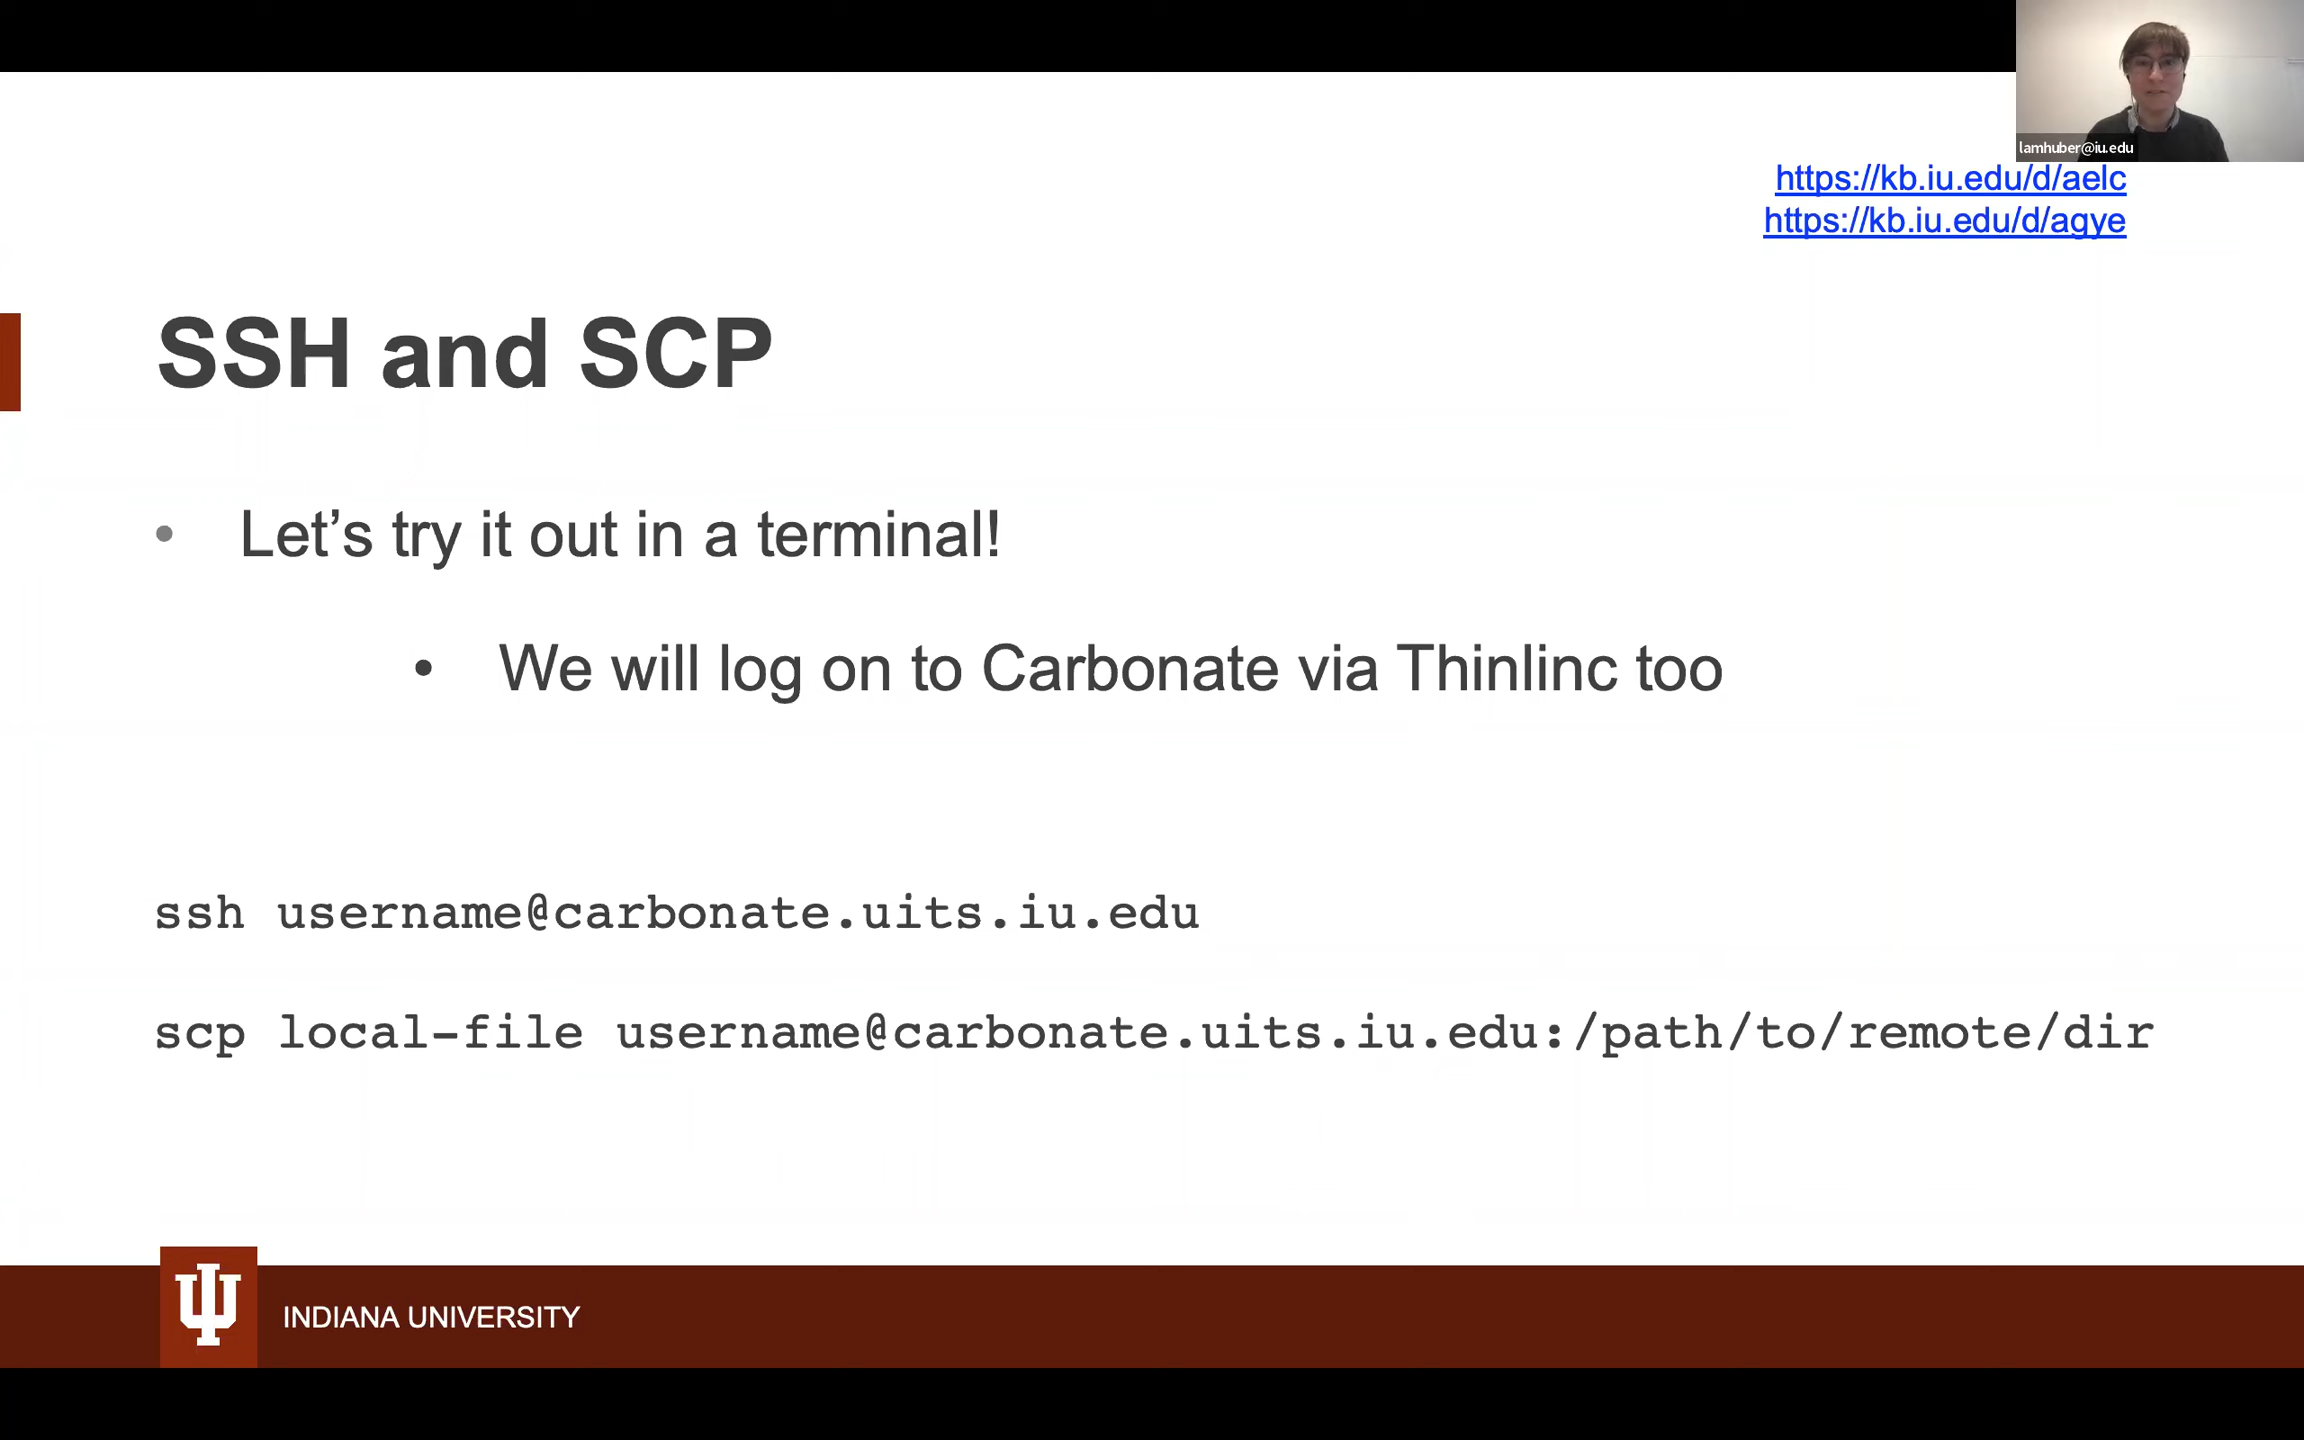 lamhuber@iu.edu
https://kb.iu.edu/d/aelc
https://kb.iu.edu/d/agye
SSH and SCP
• Let’s try it out in a terminal!
• We will log on to Carbonate via Thinlinc too
ssh username@carbonate.uits.iu.edu
scp local-file username@carbonate.uits.iu.edu:/path/to/remote/dir
INDIANA UNIVERSITY